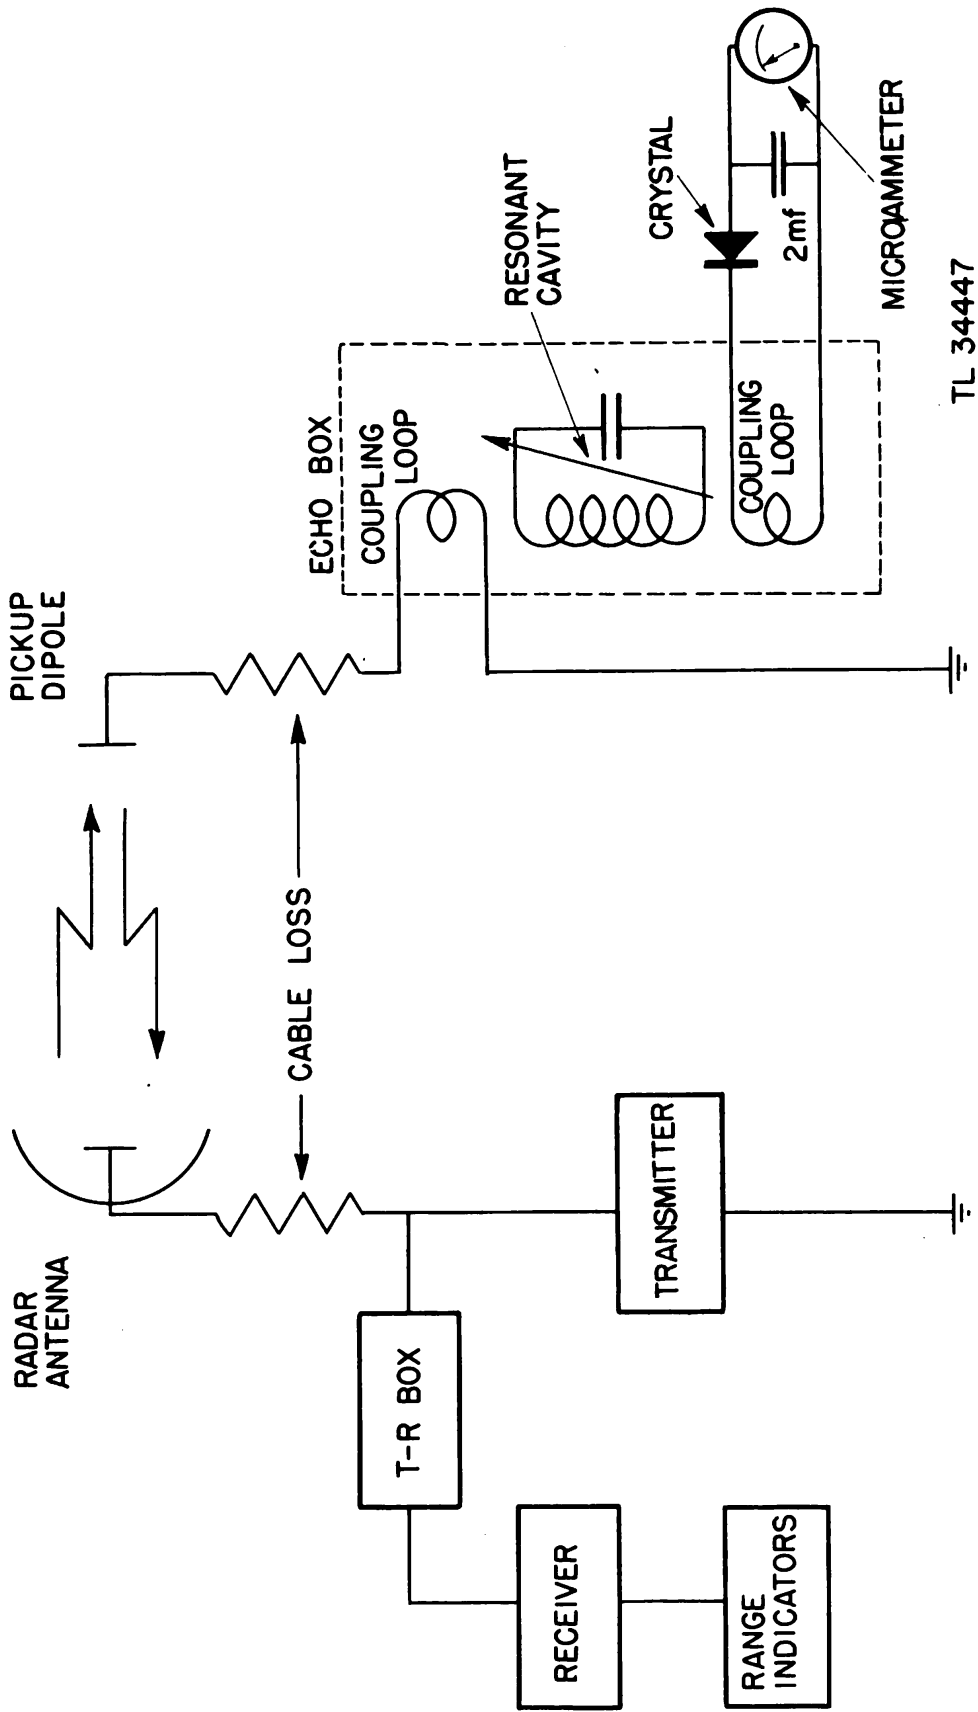 RADAR
ANTENNA
PICKUP
DIPOLE
CABLE LOSS
T-R BOX
RECEIVER
RANGE
INDICATORS
TRANSMITTER
ECHO BOX
COUPLING
LOOP
RESONANT
CAVITY
COUPLING
LOOP
CRYSTAL
2mf
MICROAMMETER
TL 34447